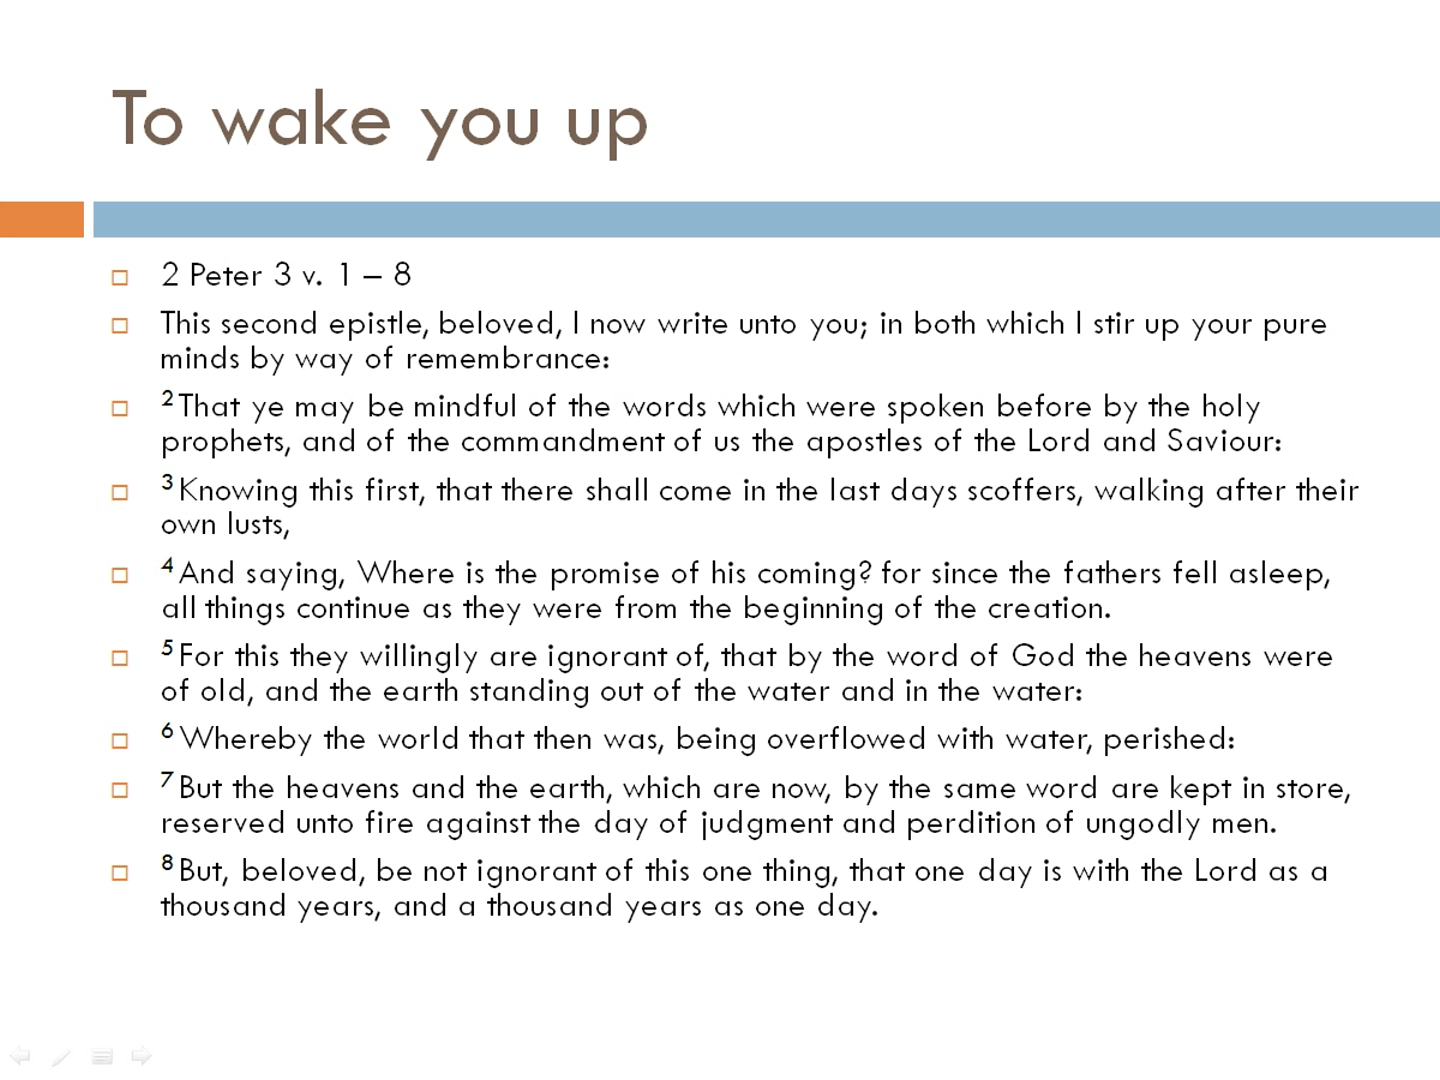 To wake you up
2 Peter 3 v. 1 – 8
This second epistle, beloved, I now write unto you; in both which I stir up your pure
minds by way of remembrance:
2 That ye may be mindful of the words which were spoken before by the holy
prophets, and of the commandment of us the apostles of the Lord and Saviour:
3 Knowing this first, that there shall come in the last days scoffers, walking after their
own lusts,
4 And saying, Where is the promise of his coming? for since the fathers fell asleep,
all things continue as they were from the beginning of the creation.
5 For this they willingly are ignorant of, that by the word of God the heavens were
of old, and the earth standing out of the water and in the water:
6 Whereby the world that then was, being overflowed with water, perished:
7 But the heavens and the earth, which are now, by the same word are kept in store,
reserved unto fire against the day of judgment and perdition of ungodly men.
8 But, beloved, be not ignorant of this one thing, that one day is with the Lord as a
thousand years, and a thousand years as one day.